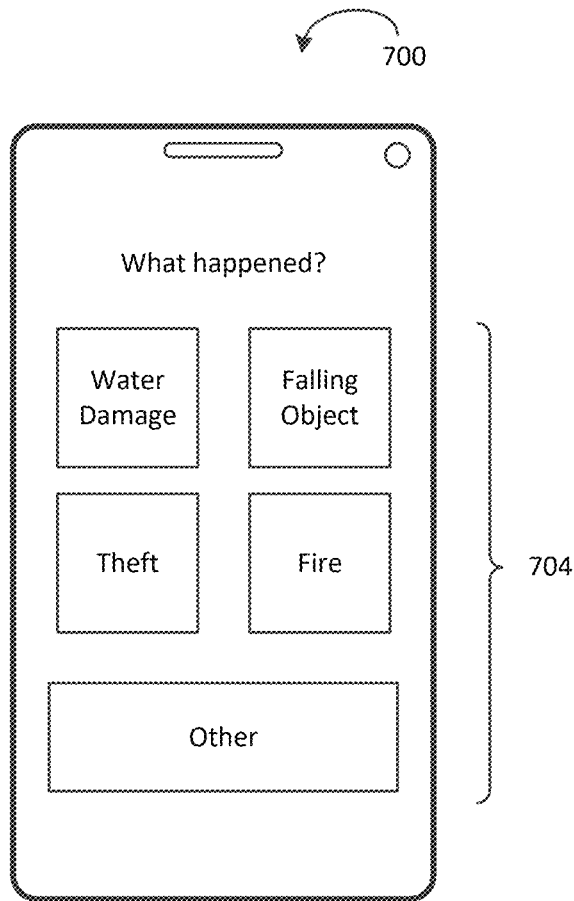 700
What happened?
Water
Damage
Falling
Object
Theft
Fire
704
Other